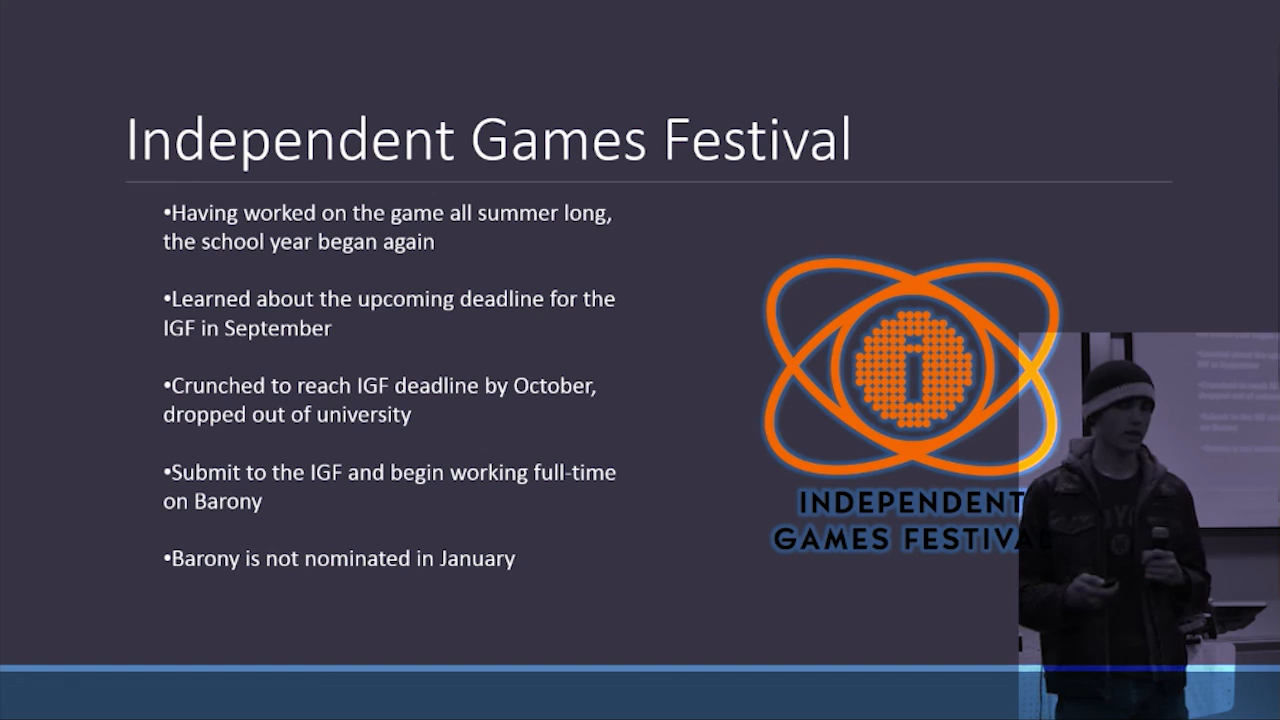 Independent Games Festival
•Having worked on the game all summer long,
the school year began again
•Learned about the upcoming deadline for the
IGF in September
•Crunched to reach IGF deadline by October,
dropped out of university
•Submit to the IGF and begin working full-time
on Barony
•Barony is not nominated in January
i
INDEPENDENT
GAMES FESTIVAL